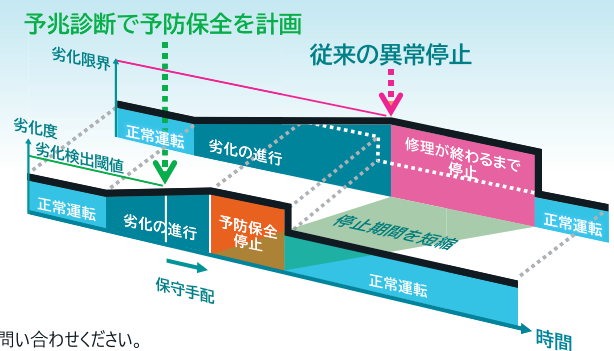 予兆診断で予防保全を計画
従来の異常停止
劣化限界
劣化度
劣化検出閾値
正常運転
劣化の進行
修理が終わるまで
停止
正常運転
正常運転
劣化の進行
予防保全
停止
停止期間を短縮
正常運転
保守手配
時間
問い合わせください。